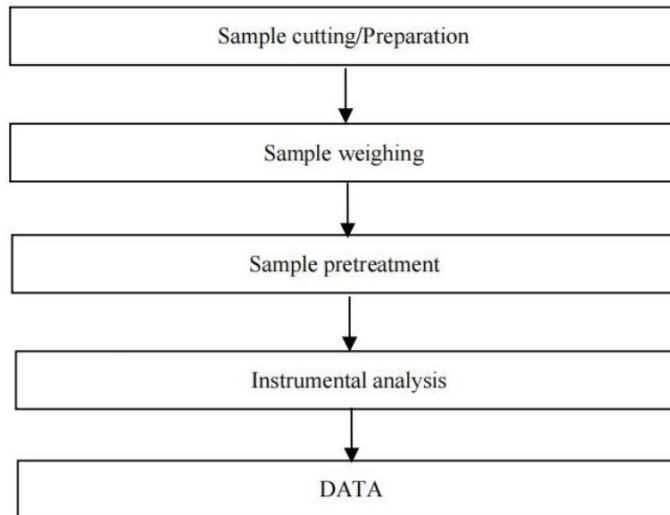 Sample cutting/Preparation
Sample weighing
Sample pretreatment
Instrumental analysis
DATA